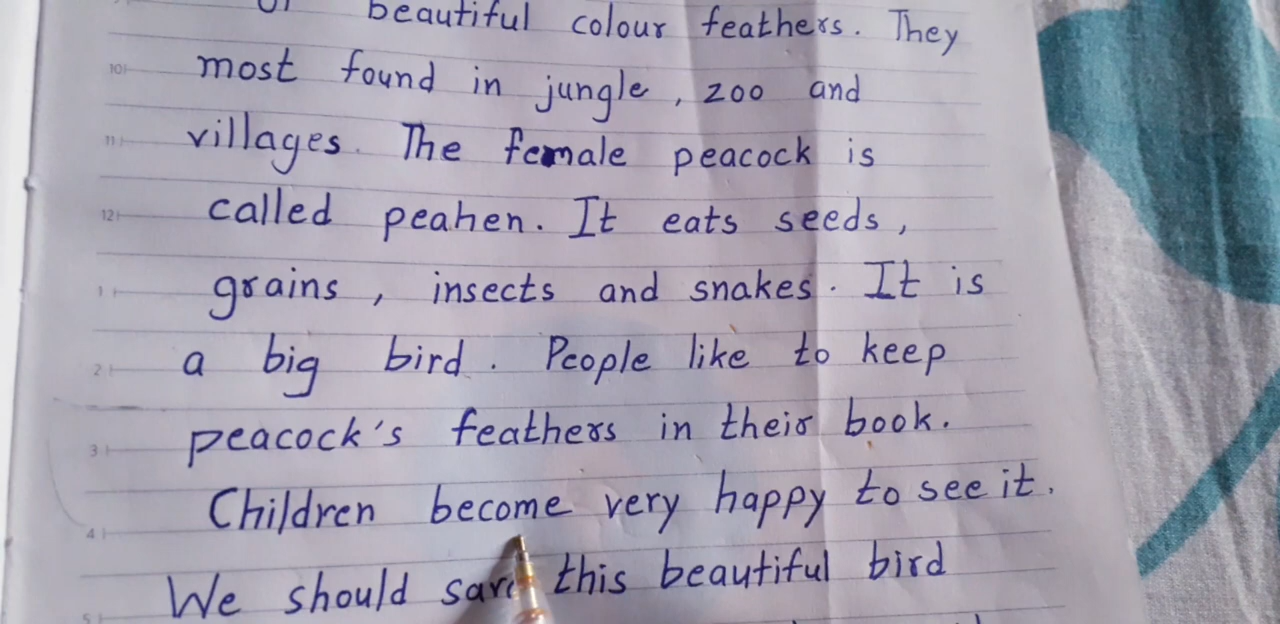 beautiful colour feathers. They
most found in jungle, zoo and
villages. The female peacock is
called peahen. It eats seeds,
grains, insects and snakes. It is
a big bird. People like to keep
peacock's feathers in their book.
Children become very happy to see it.
We should save this beautiful bird